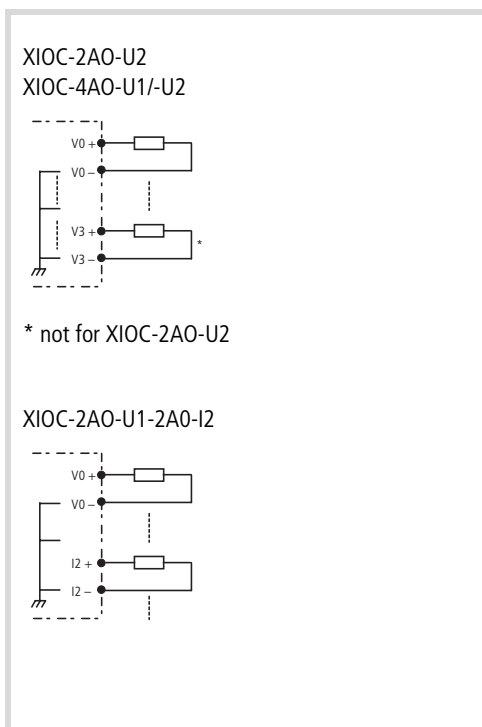 XIOC-2AO-U2
XIOC-4AO-U1/-U2
V0 +
V0 –
V3 +
*
V3 –
* not for XIOC-2AO-U2
XIOC-2AO-U1-2A0-I2
V0 +
V0 –
I2 +
I2 –